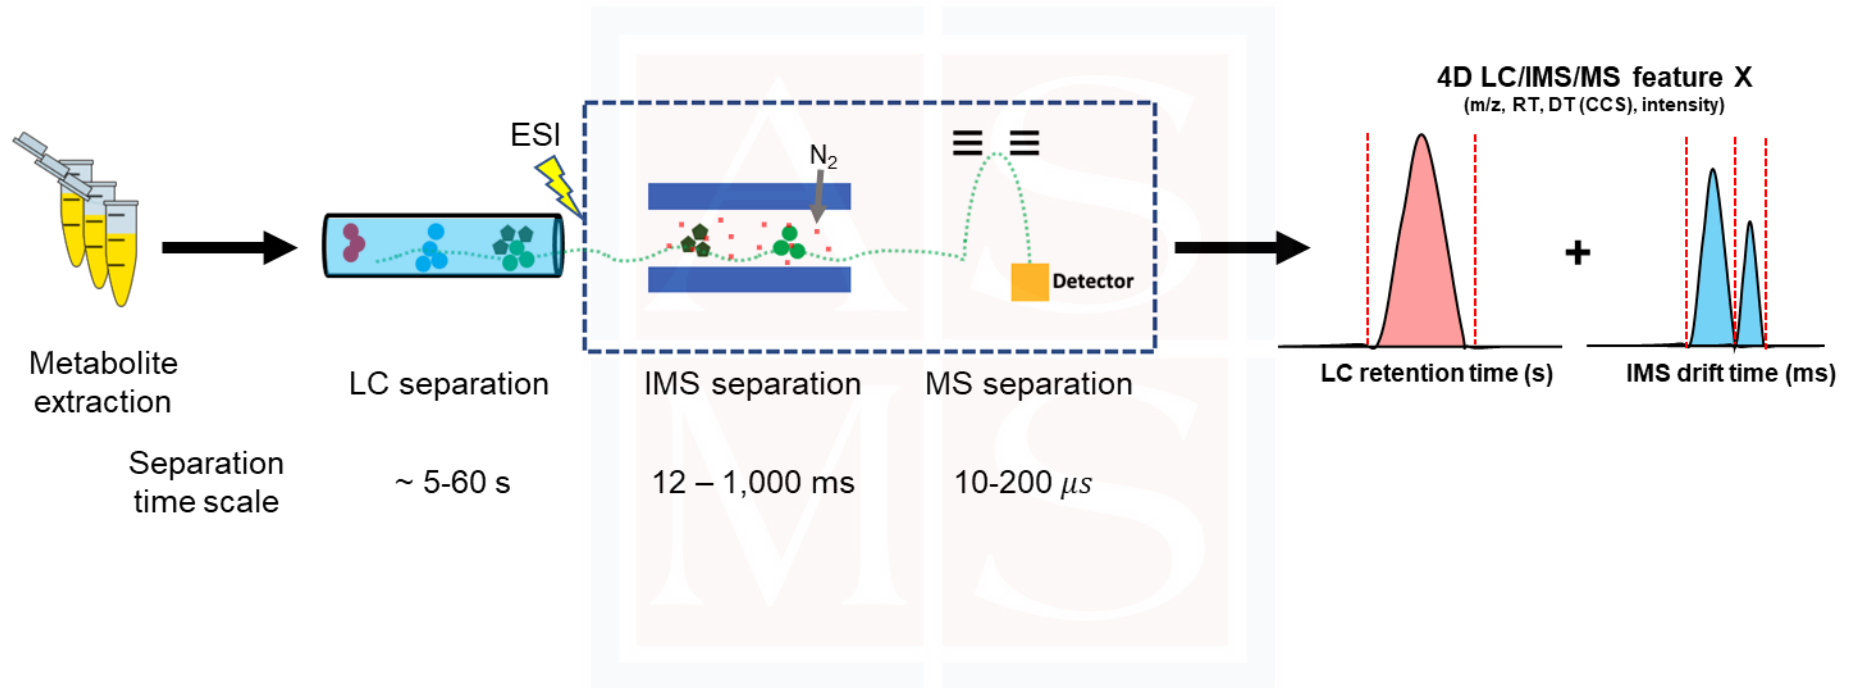 4D LC/IMS/MS feature X
(m/z, RT, DT (CCS), intensity)
ESI
N₂
Detector
Metabolite
extraction
LC separation
IMS separation
MS separation
+
LC retention time (s)
IMS drift time (ms)
Separation
time scale
~ 5-60 s
12 – 1,000 ms
10-200 μs
A S
M S